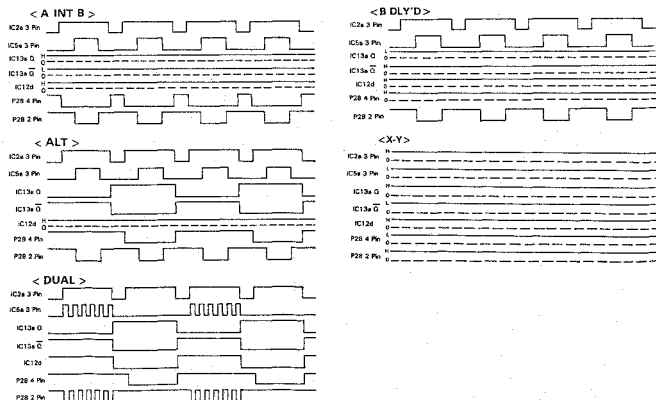 < A INT B >
IC2a 3 Pin
IC5a 3 Pin
IC13a Q
IC13a Q̅
IC12d
P28 4 Pin
P28 2 Pin
< ALT >
IC2a 3 Pin
IC5a 3 Pin
IC13a Q
IC13a Q̅
IC12d
P28 4 Pin
P28 2 Pin
< DUAL >
IC2a 3 Pin
IC5a 3 Pin
IC13a Q
IC13a Q̅
IC12d
P28 4 Pin
P28 2 Pin
< B DLY'D >
IC2a 3 Pin
IC5a 3 Pin
IC13a Q
IC13a Q̅
IC12d
P28 4 Pin
P28 2 Pin
<X-Y>
IC2a 3 Pin
IC5a 3 Pin
IC13a Q
IC13a Q̅
IC12d
P28 4 Pin
P28 2 Pin